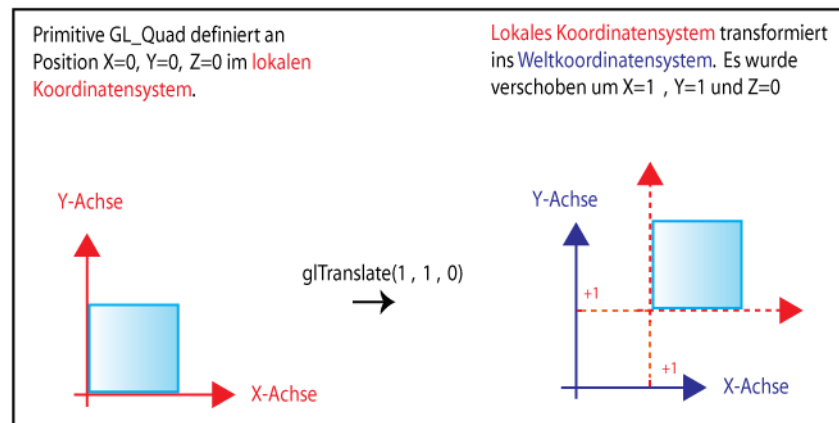 Primitive GL_Quad definiert an
Position X=0, Y=0, Z=0 im lokalen
Koordinatensystem.
Lokales Koordinatensystem transformiert
ins Weltkoordinatensystem. Es wurde
verschoben um X=1 , Y=1 und Z=0
Y-Achse
X-Achse
glTranslate(1 , 1 , 0)
Y-Achse
+1
+1
X-Achse